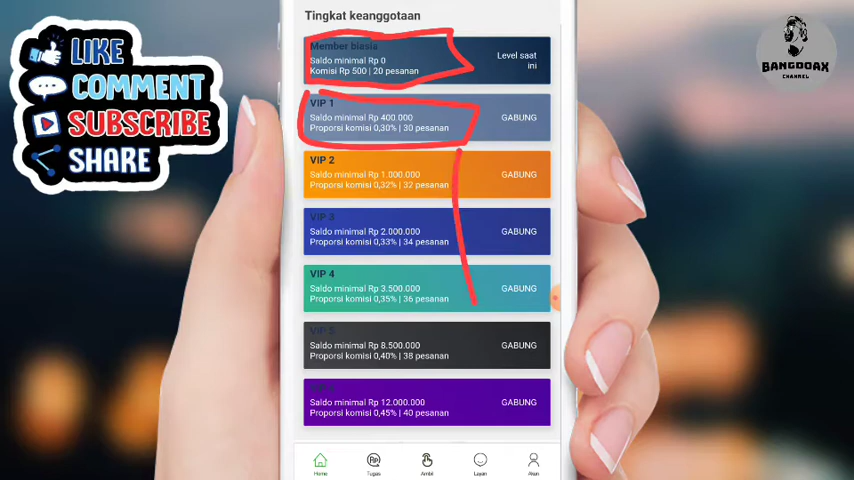 LIKE
COMMENT
SUBSCRIBE
SHARE
BANGDOAX
CHANNEL
Tingkat keanggotaan
Member biasia
Saldo minimal Rp 0
Komisi Rp 500 | 20 pesanan
Level saat
ini
VIP 1
Saldo minimal Rp 400.000
Proporsi komisi 0,30% | 30 pesanan
GABUNG
VIP 2
Saldo minimal Rp 1.000.000
Proporsi komisi 0,32% | 32 pesanan
GABUNG
VIP 3
Saldo minimal Rp 2.000.000
Proporsi komisi 0,33% | 34 pesanan
GABUNG
VIP 4
Saldo minimal Rp 3.500.000
Proporsi komisi 0,35% | 36 pesanan
GABUNG
VIP 5
Saldo minimal Rp 8.500.000
Proporsi komisi 0,40% | 38 pesanan
GABUNG
Saldo minimal Rp 12.000.000
Proporsi komisi 0,45% | 40 pesanan
GABUNG
Home
Tugas
Ambil
Layan
Akun